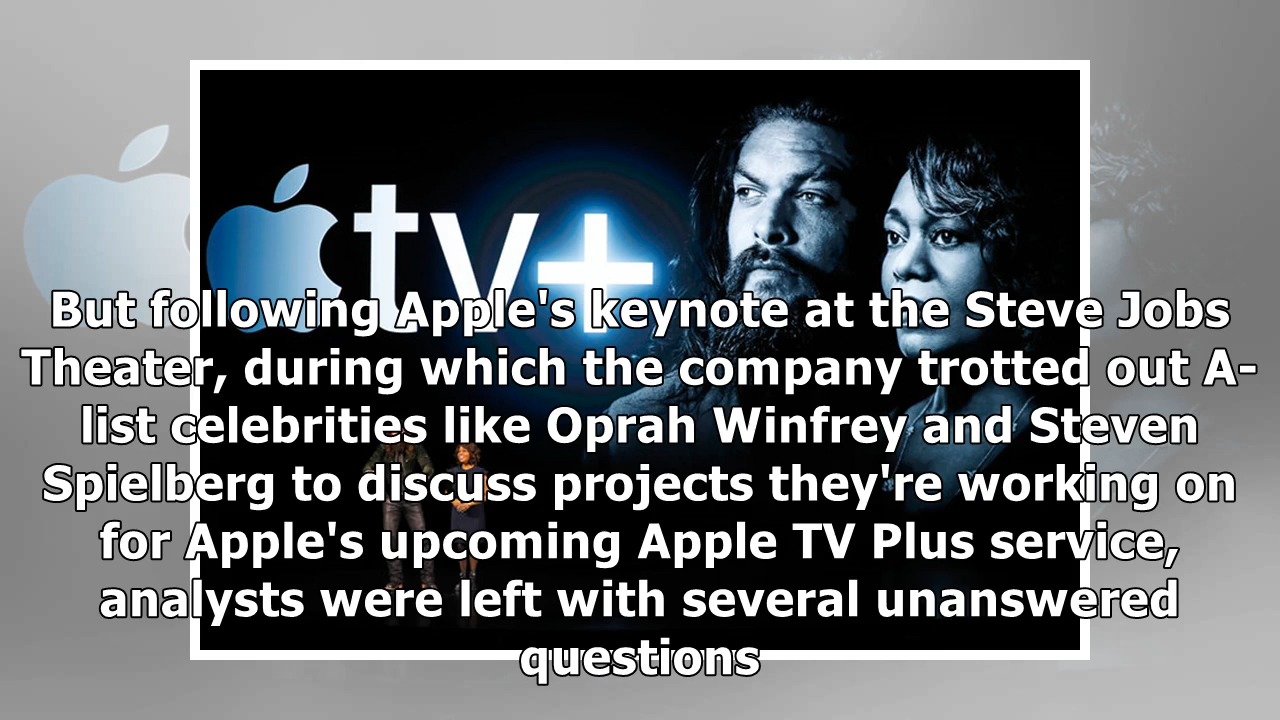 tv+
But following Apple's keynote at the Steve Jobs
Theater, during which the company trotted out A-
list celebrities like Oprah Winfrey and Steven
Spielberg to discuss projects they're working on
for Apple's upcoming Apple TV Plus service,
analysts were left with several unanswered
questions